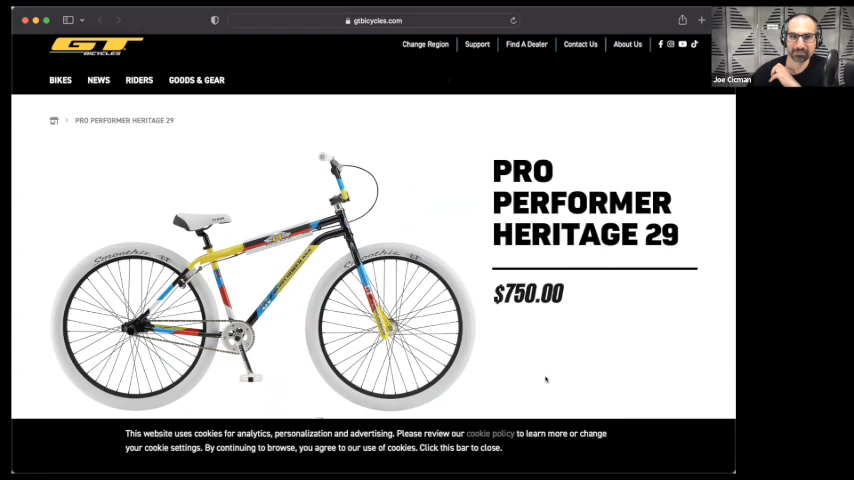 gtbicycles.com
GT
BICYCLES
Change Region
Support
Find A Dealer
Contact Us
About Us
BIKES
NEWS
RIDERS
GOODS & GEAR
PRO PERFORMER HERITAGE 29
Smoothie
Smoothie
PRO
PERFORMER
HERITAGE 29
$750.00
This website uses cookies for analytics, personalization and advertising. Please review our cookie policy to learn more or change
your cookie settings. By continuing to browse, you agree to our use of cookies. Click this bar to close.
Joe Cicman